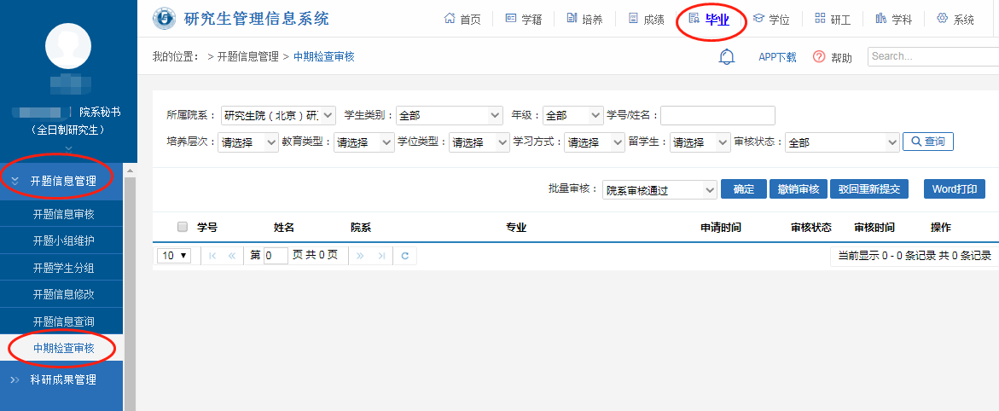 研究生管理信息系统
首页 学籍 培养 成绩 毕业 学位 研工 学科 系统
我的位置： > 开题信息管理 > 中期检查审核
APP下载 帮助 Search...
院系秘书
（全日制研究生）
开题信息管理
开题信息审核
开题小组维护
开题学生分组
开题信息修改
开题信息查询
中期检查审核
科研成果管理
所属院系： 研究生院（北京）研 学生类别： 全部 年级： 全部 学号/姓名：
培养层次： 请选择 教育类型： 请选择 学位类型： 请选择 学习方式： 请选择 留学生： 请选择 审核状态： 全部 查询
批量审核： 院系审核通过 确定 撤销审核 驳回重新提交 Word打印
学号 姓名 院系 专业 申请时间 审核状态 审核时间 操作
10 第 0 页 共 0 页 当前显示 0 - 0 条记录 共 0 条记录